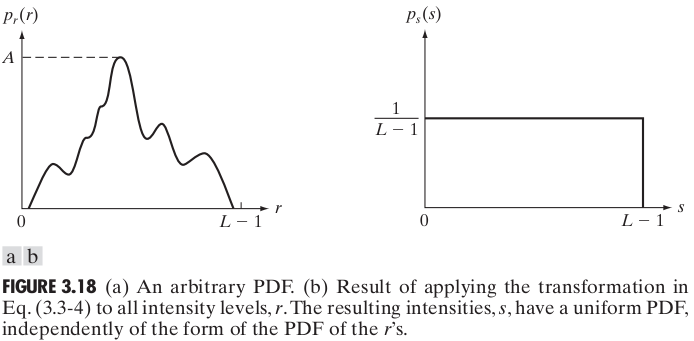 pᵣ(r)
A
0
L − 1
r
pₛ(s)
1
L − 1
0
L − 1
s
a b
FIGURE 3.18 (a) An arbitrary PDF. (b) Result of applying the transformation in
Eq. (3.3-4) to all intensity levels, r. The resulting intensities, s, have a uniform PDF,
independently of the form of the PDF of the r's.